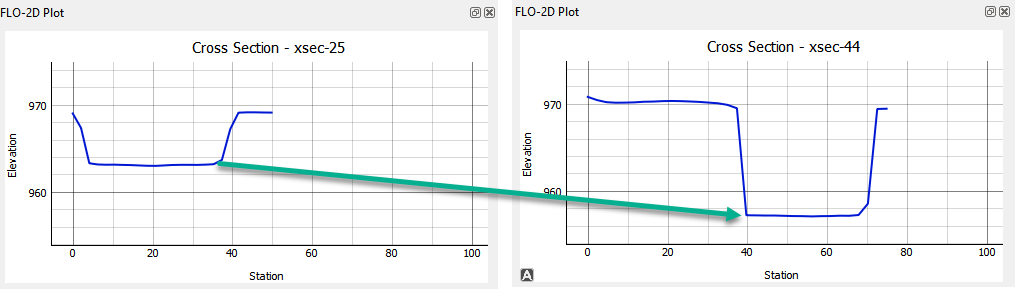 FLO-2D Plot
Cross Section - xsec-25
970
960
Elevation
0 20 40 60 80 100
Station
FLO-2D Plot
Cross Section - xsec-44
970
960
Elevation
0 20 40 60 80 100
Station
A